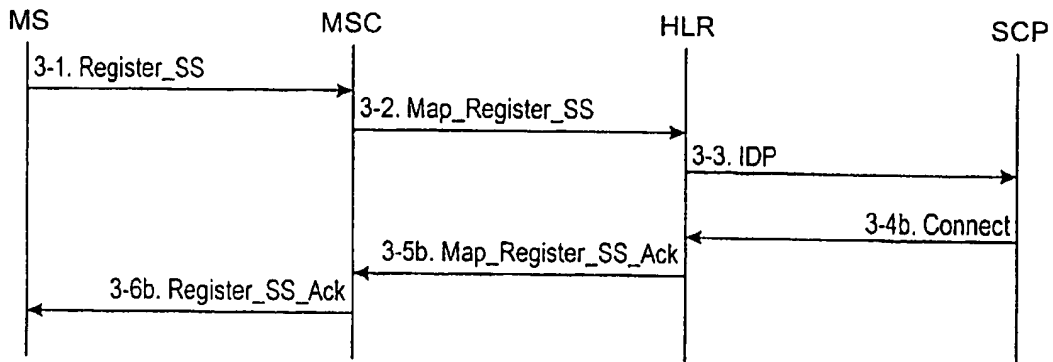 MS
MSC
HLR
SCP
3-1. Register_SS
3-2. Map_Register_SS
3-3. IDP
3-4b. Connect
3-5b. Map_Register_SS_Ack
3-6b. Register_SS_Ack